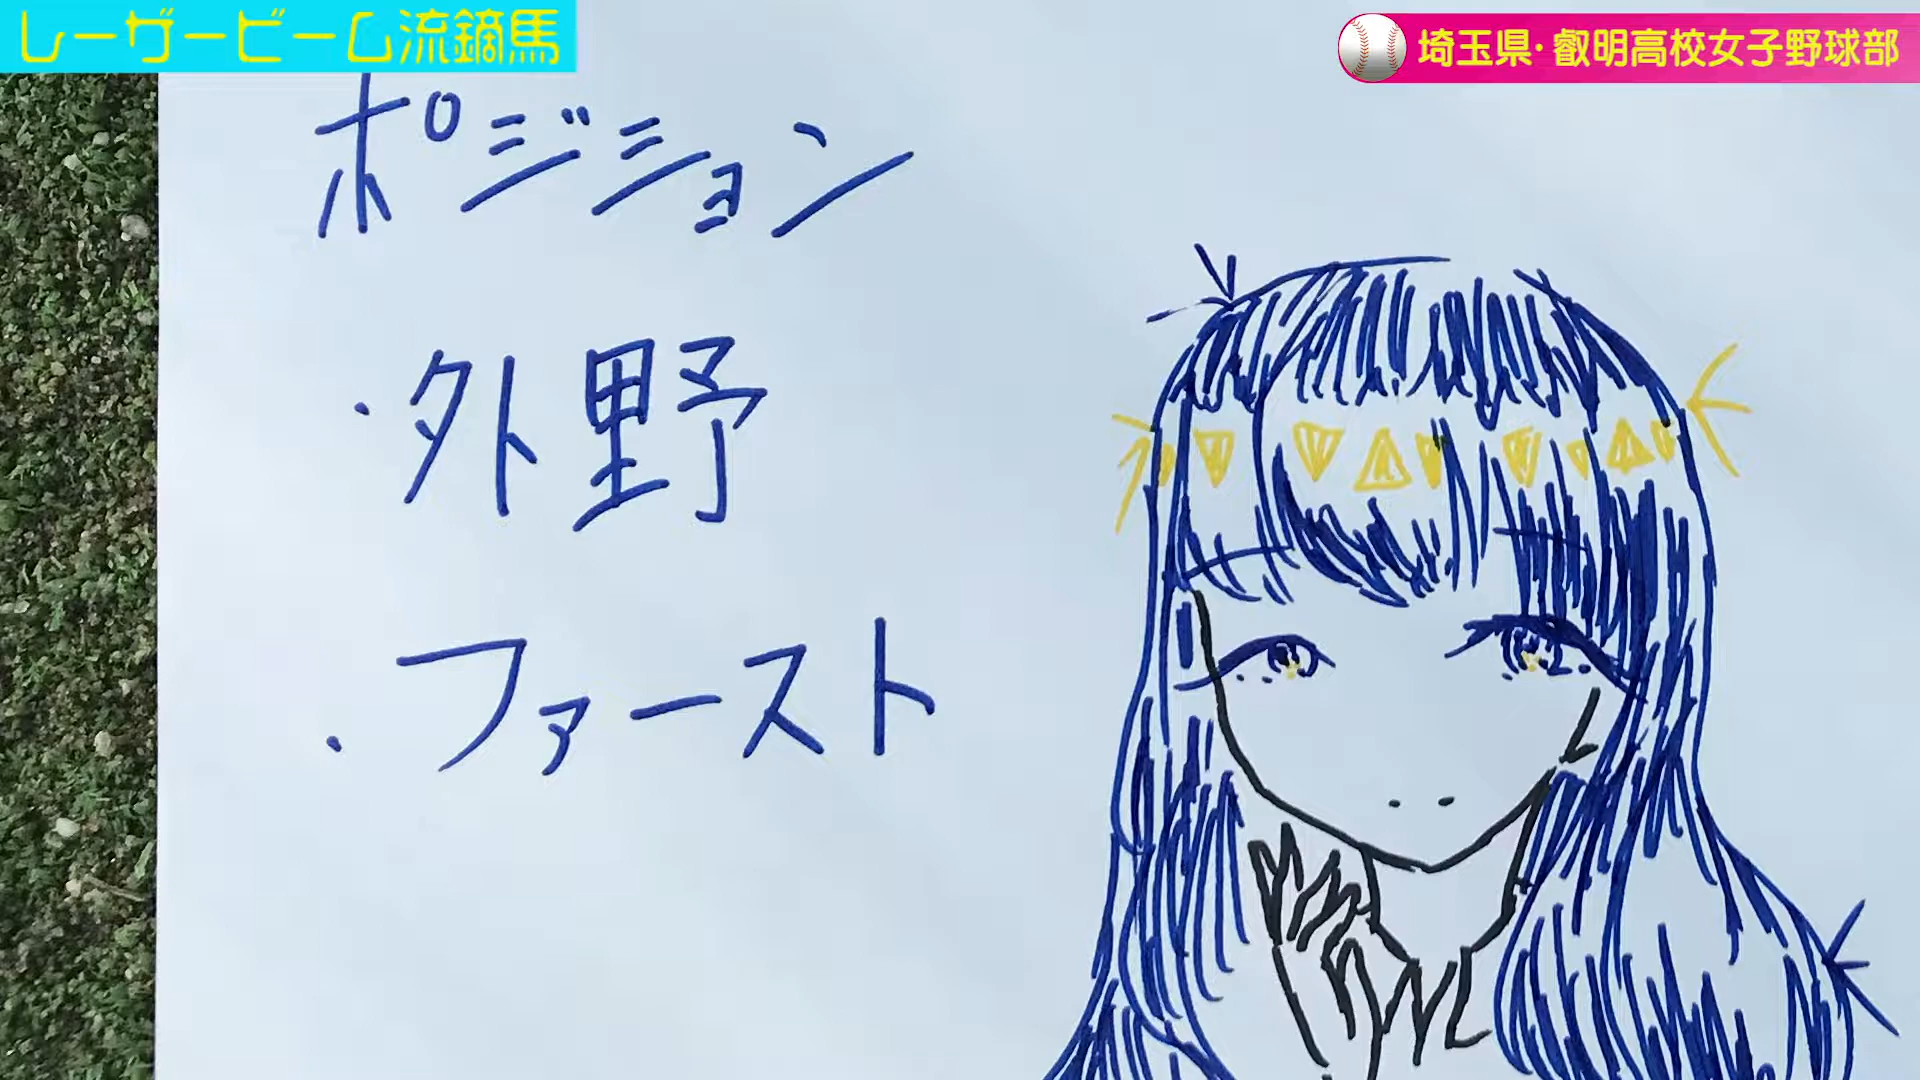 レーザービーム流鏑馬
埼玉県・叡明高校女子野球部
ポジション
・外野
・ファースト